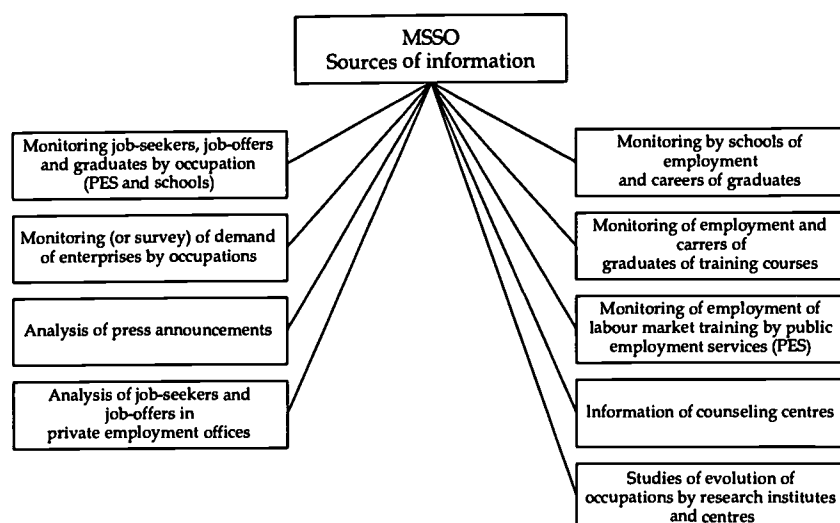 MSSO
Sources of information
Monitoring job-seekers, job-offers
and graduates by occupation
(PES and schools)
Monitoring (or survey) of demand
of enterprises by occupations
Analysis of press announcements
Analysis of job-seekers and
job-offers in
private employment offices
Monitoring by schools of
employment
and careers of graduates
Monitoring of employment and
carrers of
graduates of training courses
Monitoring of employment of
labour market training by public
employment services (PES)
Information of counseling centres
Studies of evolution of
occupations by research institutes
and centres